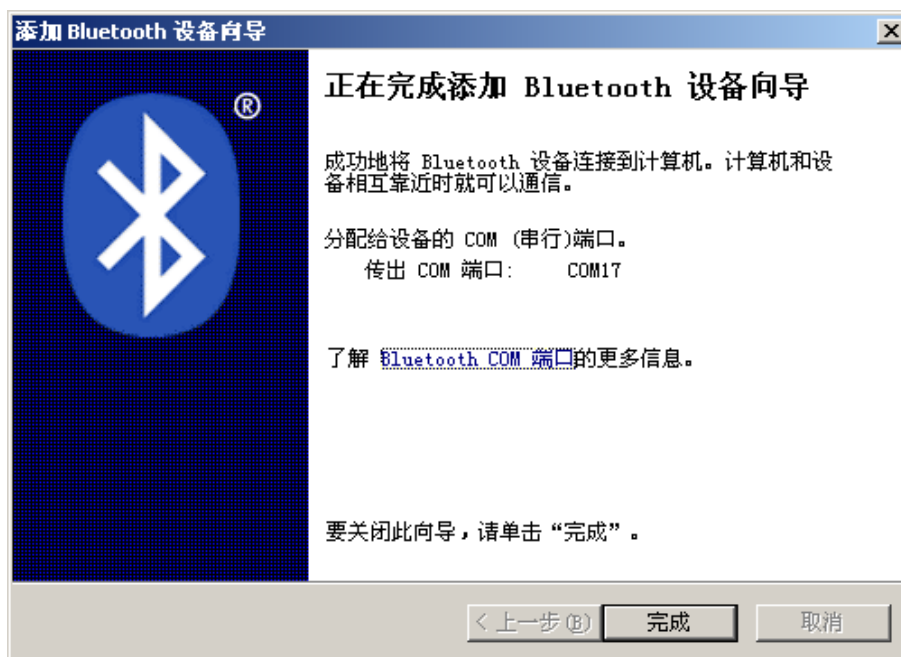 添加 Bluetooth 设备向导
®
正在完成添加 Bluetooth 设备向导
成功地将 Bluetooth 设备连接到计算机。计算机和设
备相互靠近时就可以通信。
分配给设备的 COM (串行)端口。
传出 COM 端口: COM17
了解 Bluetooth COM 端口的更多信息。
要关闭此向导，请单击“完成”。
< 上一步(B) 完成 取消